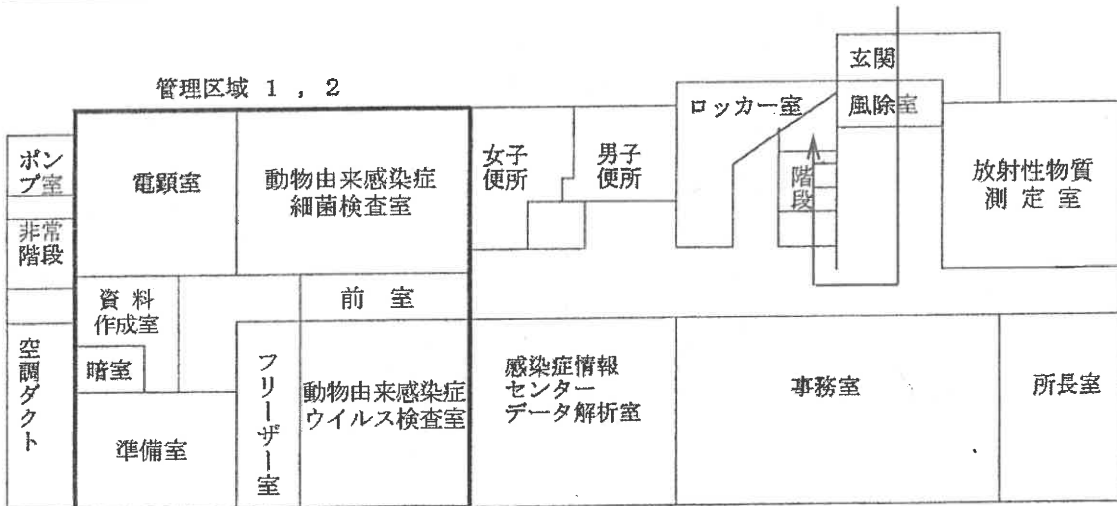 管理区域 1 , 2
玄関
ロッカー室
風除室
ポン
プ室
電顕室
動物由来感染症
細菌検査室
女子
便所
男子
便所
階段
放射性物質
測 定 室
非常
階段
資 料
作成室
前 室
暗室
空調ダクト
準備室
フリーザー室
動物由来感染症
ウイルス検査室
感染症情報
センター
データ解析室
事務室
所長室